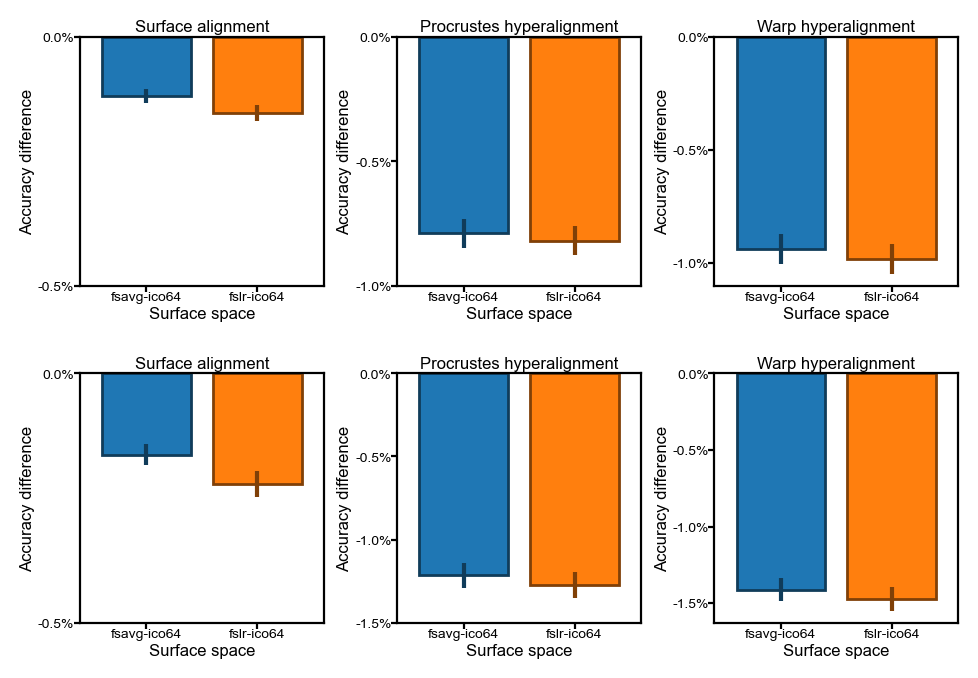 Surface alignment
0.0%
-0.5%
Accuracy difference
fsavg-ico64
fslr-ico64
Surface space
Procrustes hyperalignment
0.0%
-0.5%
-1.0%
Accuracy difference
fsavg-ico64
fslr-ico64
Surface space
Warp hyperalignment
0.0%
-0.5%
-1.0%
Accuracy difference
fsavg-ico64
fslr-ico64
Surface space
Surface alignment
0.0%
-0.5%
Accuracy difference
fsavg-ico64
fslr-ico64
Surface space
Procrustes hyperalignment
0.0%
-0.5%
-1.0%
-1.5%
Accuracy difference
fsavg-ico64
fslr-ico64
Surface space
Warp hyperalignment
0.0%
-0.5%
-1.0%
-1.5%
Accuracy difference
fsavg-ico64
fslr-ico64
Surface space